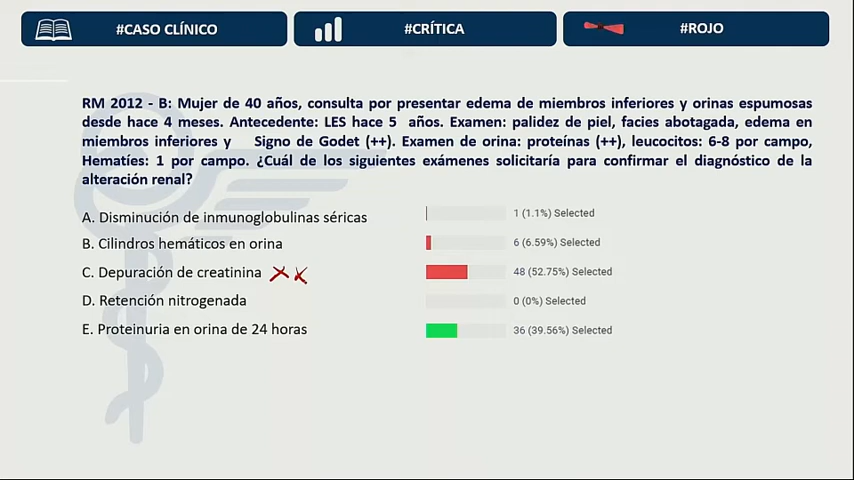 #CASO CLÍNICO
#CRÍTICA
#ROJO
RM 2012 - B: Mujer de 40 años, consulta por presentar edema de miembros inferiores y orinas espumosas
desde hace 4 meses. Antecedente: LES hace 5 años. Examen: palidez de piel, facies abotagada, edema en
miembros inferiores y Signo de Godet (++). Examen de orina: proteínas (++), leucocitos: 6-8 por campo,
Hematíes: 1 por campo. ¿Cuál de los siguientes exámenes solicitaría para confirmar el diagnóstico de la
alteración renal?
A. Disminución de inmunoglobulinas séricas 1 (1.1%) Selected
B. Cilindros hemáticos en orina 6 (6.59%) Selected
C. Depuración de creatinina 48 (52.75%) Selected
D. Retención nitrogenada 0 (0%) Selected
E. Proteinuria en orina de 24 horas 36 (39.56%) Selected